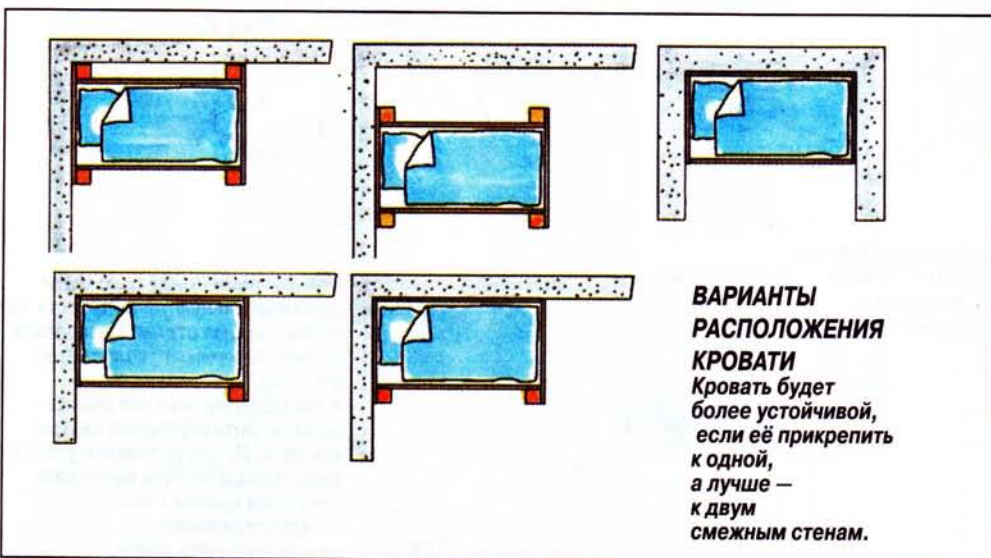 ВАРИАНТЫ
РАСПОЛОЖЕНИЯ
КРОВАТИ
Кровать будет
более устойчивой,
если её прикрепить
к одной,
а лучше —
к двум
смежным стенам.